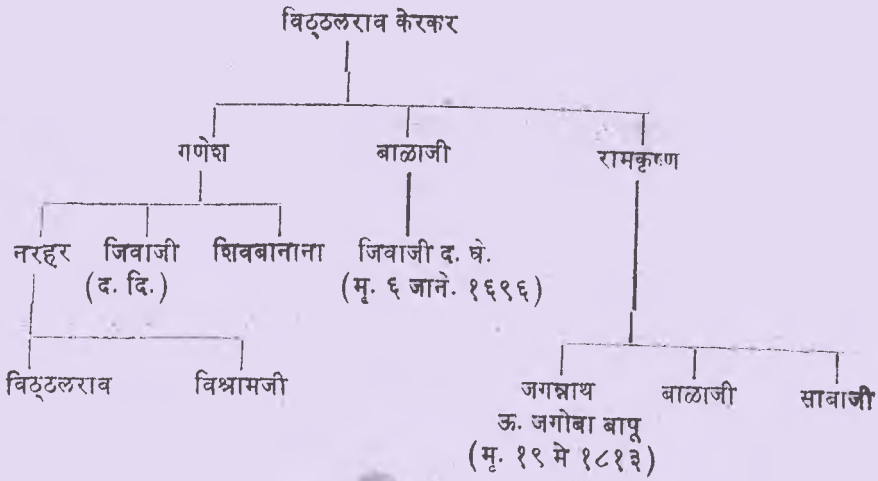 विठ्ठलराव केरकर
गणेश बाळाजी रामकृष्ण
नरहर जिवाजी शिवबानाना जिवाजी द. घे.
(द. दि.) (मृ. ६ जाने. १६९६)
विठ्ठलराव विश्रामजी जगन्नाथ बाळाजी साबाजी
ऊ. जगोबा बापू
(मृ. १९ मे १८१३)